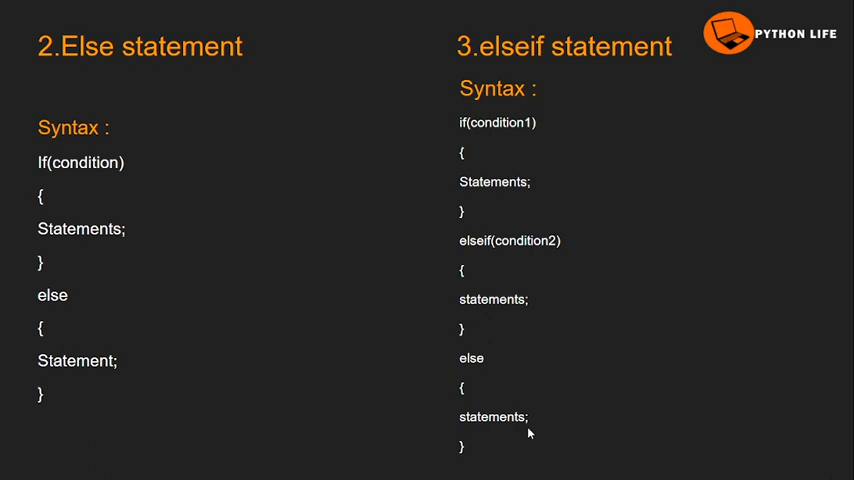 2.Else statement
Syntax :
If(condition)
{
Statements;
}
else
{
Statement;
}
3.elseif statement
Syntax :
if(condition1)
{
Statements;
}
elseif(condition2)
{
statements;
}
else
{
statements;
}
PYTHON LIFE